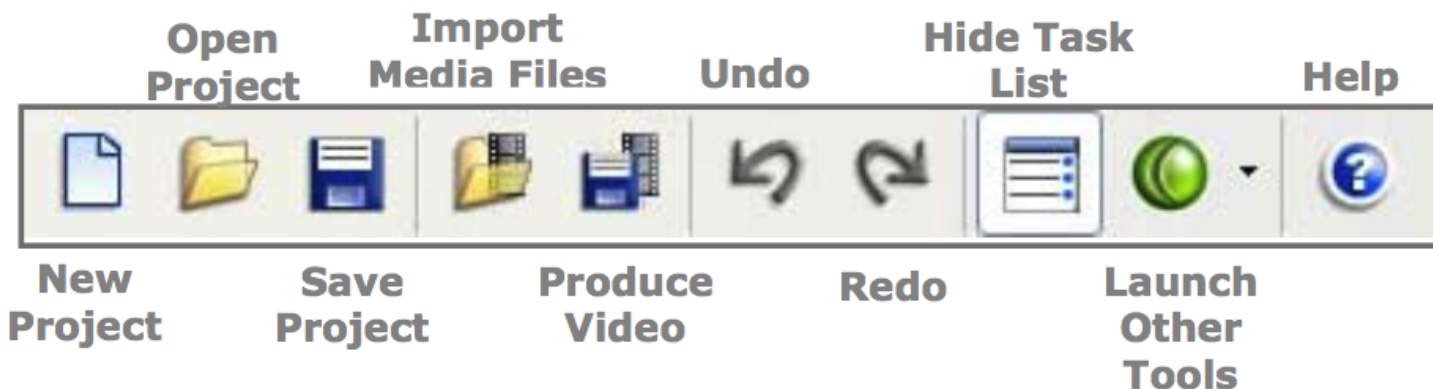 Open
Project
Import
Media Files
Undo
Hide Task
List
Help
?
New
Project
Save
Project
Produce
Video
Redo
Launch
Other
Tools